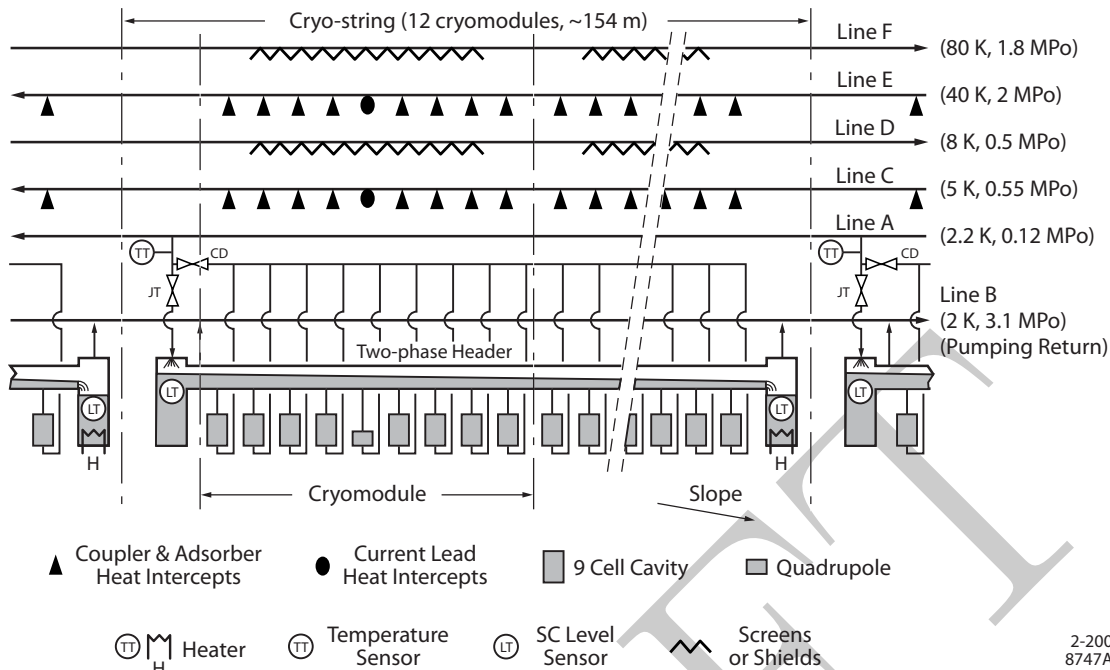 Cryo-string (12 cryomodules, ~154 m)
Line F
(80 K, 1.8 MPo)
Line E
(40 K, 2 MPo)
Line D
(8 K, 0.5 MPo)
Line C
(5 K, 0.55 MPo)
Line A
(2.2 K, 0.12 MPo)
TT
CD
JT
TT
CD
JT
Line B
(2 K, 3.1 MPo)
(Pumping Return)
Two-phase Header
LT
LT
LT
LT
H
H
Cryomodule
Slope
Coupler & Adsorber
Heat Intercepts
Current Lead
Heat Intercepts
9 Cell Cavity
Quadrupole
TT
H
Heater
TT
Temperature
Sensor
LT
SC Level
Sensor
Screens
or Shields
2-200
8747A
FT